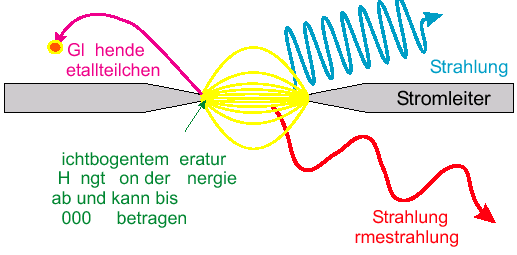 Gl hende
etallteilchen
Strahlung
Stromleiter
ichtbogentem eratur
H ngt on der nergie
ab und kann bis
000 betragen
Strahlung
rmestrahlung